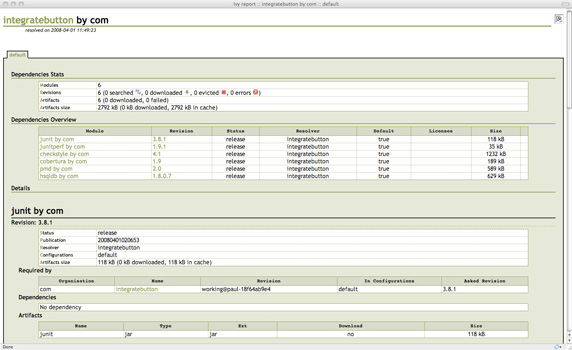 Ivy report :: integratebutton by com :: default
integratebutton by com
resolved on 2008-04-01 11:49:23
default
Dependencies Stats
Modules 6
Revisions 6 (0 searched , 0 downloaded , 0 evicted , 0 errors )
Artifacts 6 (0 downloaded, 0 failed)
Artifacts size 2792 kB (0 kB downloaded, 2792 kB in cache)
Dependencies Overview
Module Revision Status Resolver Default Licenses Size
junit by com 3.8.1 release integratebutton true 118 kB
junitperf by com 1.9.1 release integratebutton true 35 kB
checkstyle by com 4.1 release integratebutton true 1232 kB
cobertura by com 1.9 release integratebutton true 189 kB
pmd by com 2.0 release integratebutton true 589 kB
hsqldb by com 1.8.0.7 release integratebutton true 629 kB
Details
junit by com
Revision: 3.8.1
Status release
Publication 20080401020653
Resolver integratebutton
Configurations default
Artifacts size 118 kB (0 kB downloaded, 118 kB in cache)
Required by
Organisation Name Revision In Configurations Asked Revision
com integratebutton working@paul-18f64ab9e4 default 3.8.1
Dependencies
No dependency
Artifacts
Name Type Ext Download Size
junit jar jar no 118 kB
Done